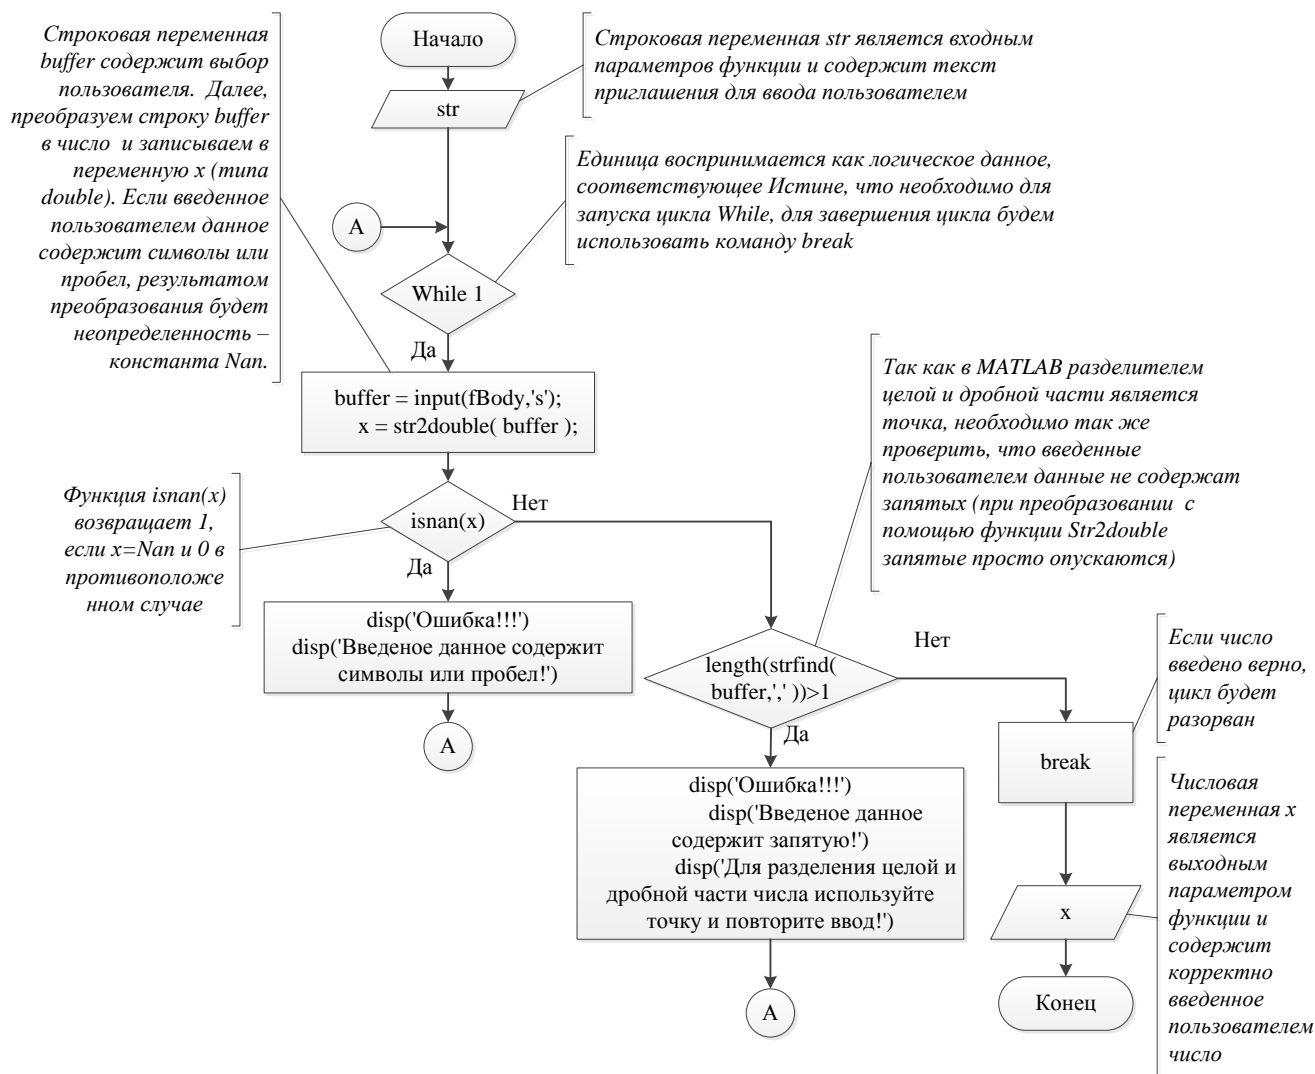 Строковая переменная
buffer содержит выбор
пользователя. Далее,
преобразуем строку buffer
в число и записываем в
переменную x (типа
double). Если введенное
пользователем данное
содержит символы или
пробел, результатом
преобразования будет
неопределенность –
константа Nan.
Начало
Строковая переменная str является входным
параметров функции и содержит текст
приглашения для ввода пользователем
str
Единица воспринимается как логическое данное,
соответствующее Истине, что необходимо для
запуска цикла While, для завершения цикла будем
использовать команду break
A
While 1
Да
buffer = input(fBody,'s');
x = str2double( buffer );
Так как в MATLAB разделителем
целой и дробной части является
точка, необходимо так же
проверить, что введенные
пользователем данные не содержат
запятых (при преобразовании с
помощью функции Str2double
запятые просто опускаются)
Функция isnan(x)
возвращает 1,
если x=Nan и 0 в
противоположе
нном случае
isnan(x)
Нет
Да
disp('Ошибка!!!')
disp('Введеное данное содержит
символы или пробел!')
A
length(strfind(
buffer,',' ))>1
Нет
Да
Если число
введено верно,
цикл будет
разорван
break
disp('Ошибка!!!')
disp('Введеное данное
содержит запятую!')
disp('Для разделения целой и
дробной части числа используйте
точку и повторите ввод!')
A
Числовая
переменная x
является
выходным
параметром
функции и
содержит
корректно
введенное
пользователем
число
x
Конец